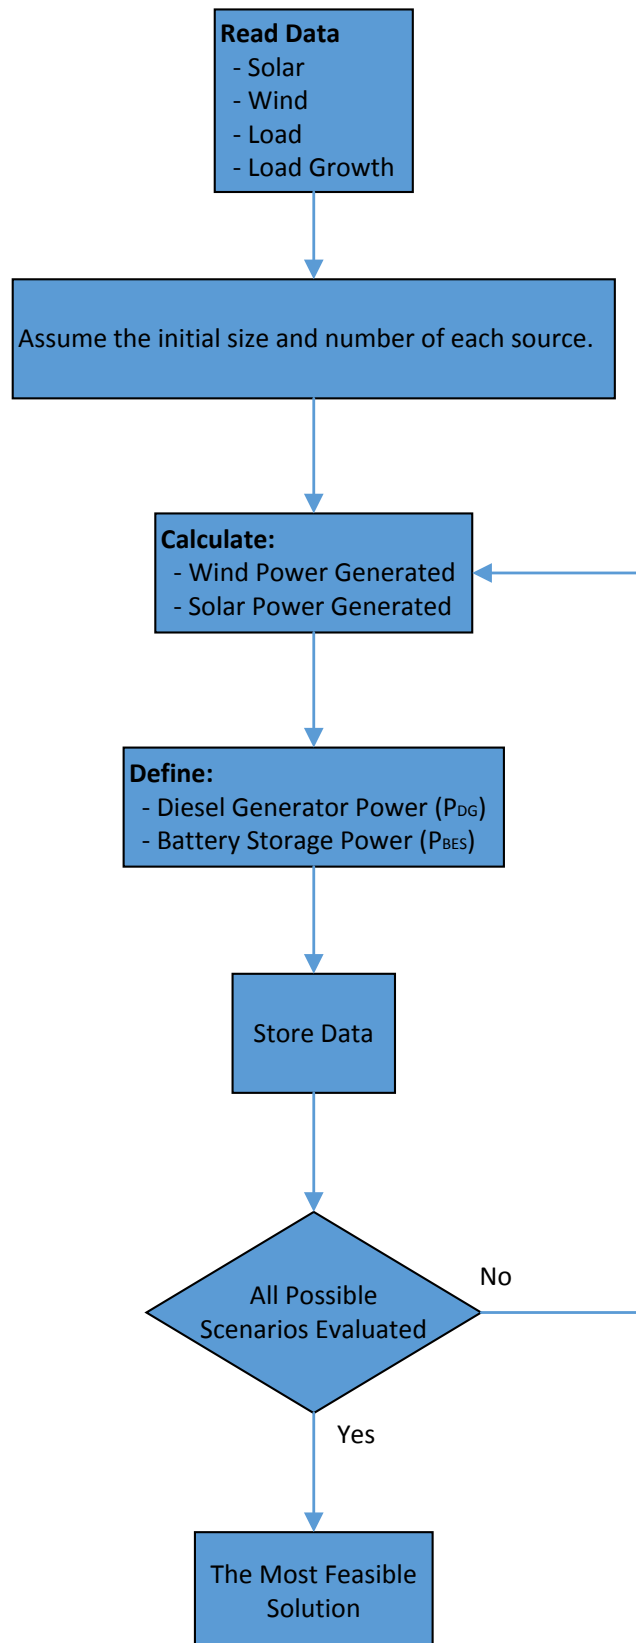 Read Data
- Solar
- Wind
- Load
- Load Growth
Assume the initial size and number of each source.
Calculate:
- Wind Power Generated
- Solar Power Generated
Define:
- Diesel Generator Power (PDG)
- Battery Storage Power (PBES)
Store Data
All Possible
Scenarios Evaluated
No
Yes
The Most Feasible
Solution